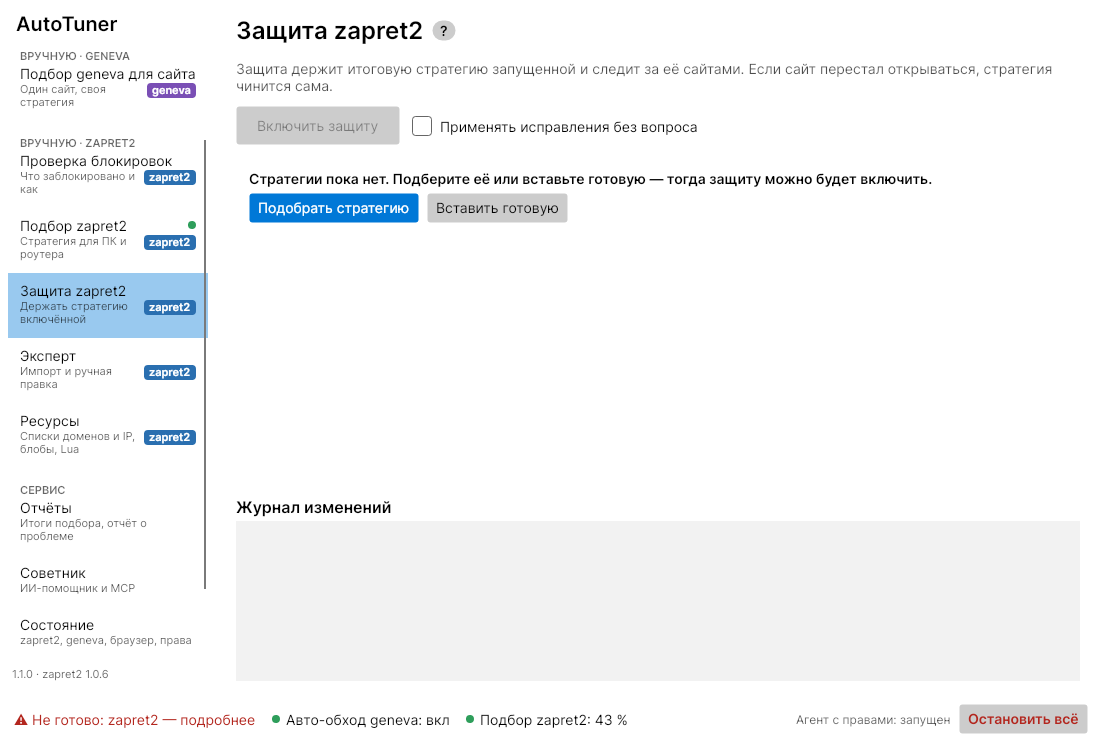 AutoTuner
ВРУЧНУЮ · GENEVA
Подбор geneva для сайта
Один сайт, своя
стратегия
geneva
ВРУЧНУЮ · ZAPRET2
Проверка блокировок
Что заблокировано и
как
zapret2
Подбор zapret2
Стратегия для ПК и
роутера
zapret2
Защита zapret2
Держать стратегию
включённой
zapret2
Эксперт
Импорт и ручная
правка
zapret2
Ресурсы
Списки доменов и IP,
блобы, Lua
zapret2
СЕРВИС
Отчёты
Итоги подбора, отчёт о
проблеме
Советник
ИИ-помощник и MCP
Состояние
zapret2, geneva, браузер, права
1.1.0 · zapret2 1.0.6
Защита zapret2 ?
Защита держит итоговую стратегию запущенной и следит за её сайтами. Если сайт перестал открываться, стратегия
чинится сама.
Включить защиту
Применять исправления без вопроса
Стратегии пока нет. Подберите её или вставьте готовую — тогда защиту можно будет включить.
Подобрать стратегию
Вставить готовую
Журнал изменений
Не готово: zapret2 — подробнее
Авто-обход geneva: вкл
Подбор zapret2: 43 %
Агент с правами: запущен
Остановить всё